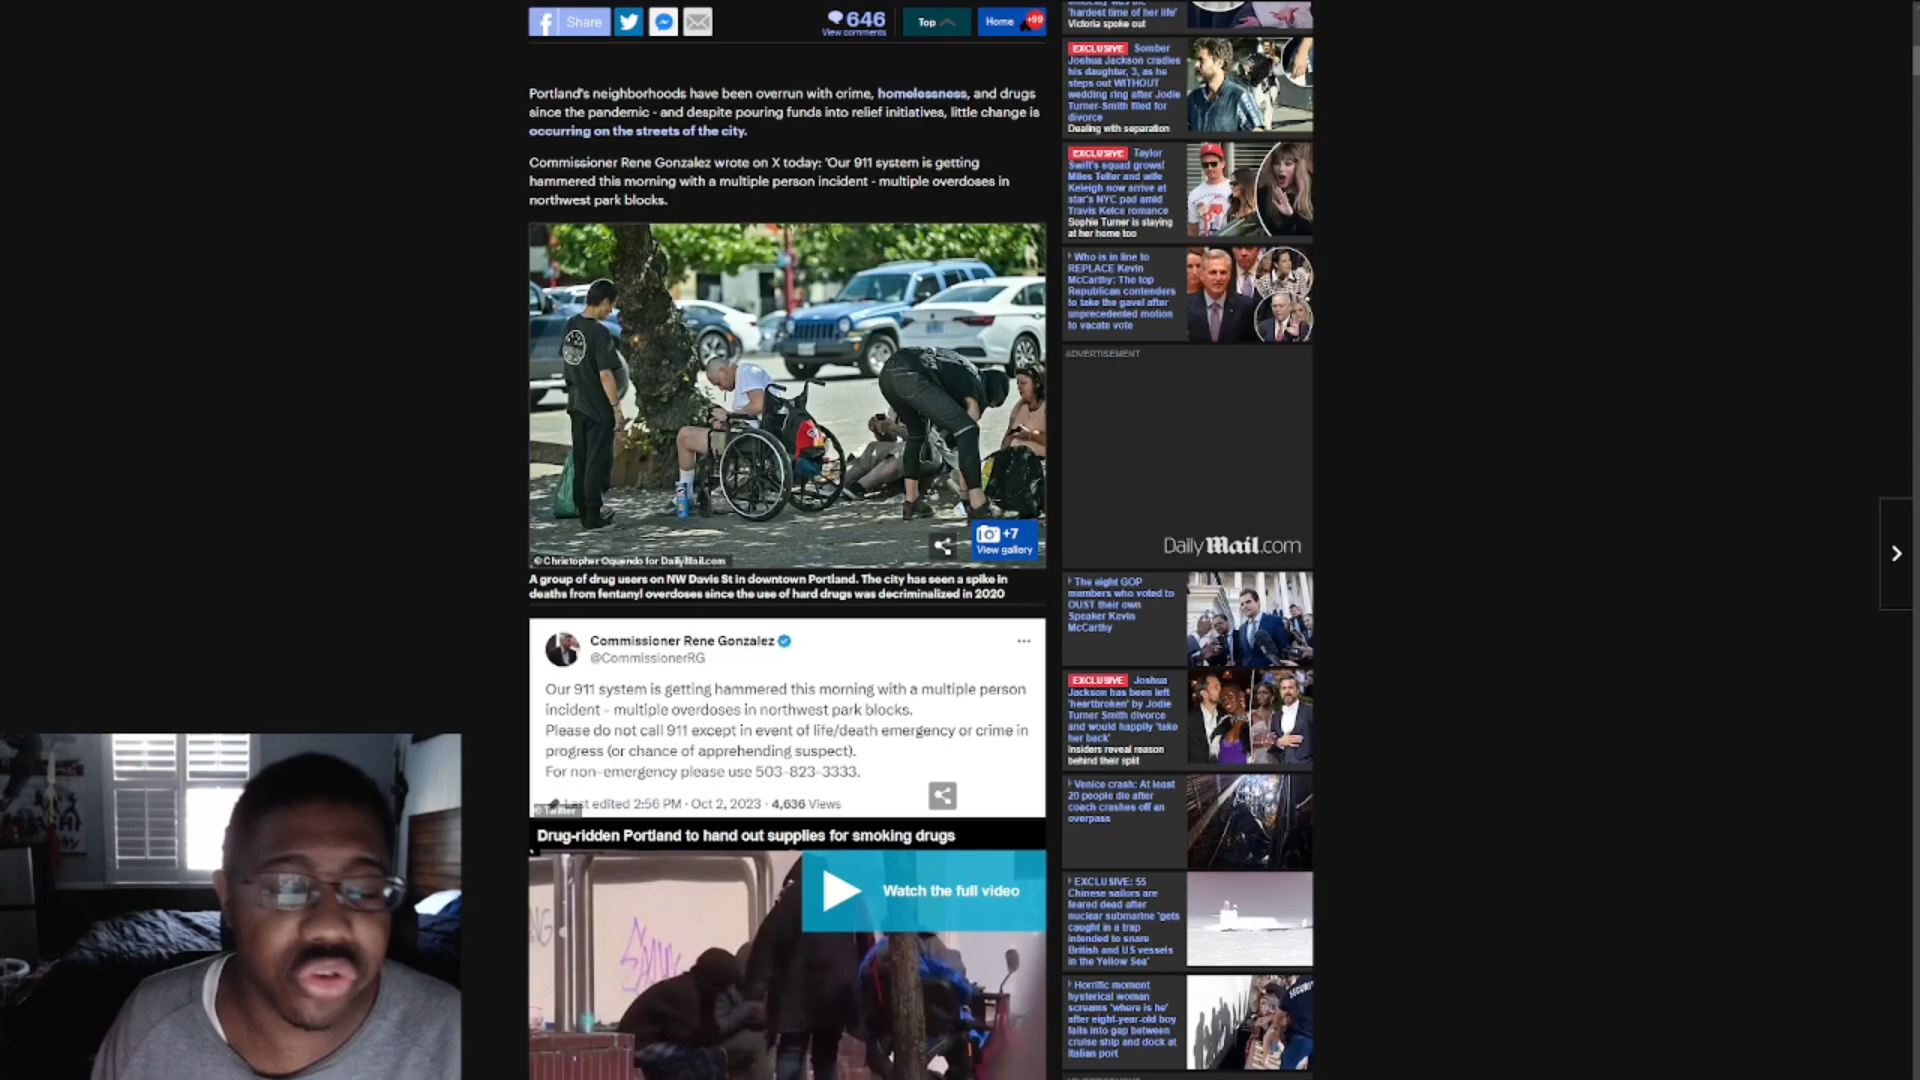 Share
646
View comments
Top
Home
+99
Portland's neighborhoods have been overrun with crime, homelessness, and drugs
since the pandemic - and despite pouring funds into relief initiatives, little change is
occurring on the streets of the city.
Commissioner Rene Gonzalez wrote on X today: 'Our 911 system is getting
hammered this morning with a multiple person incident - multiple overdoses in
northwest park blocks.
+7
View gallery
© Christopher Oquendo for DailyMail.com
A group of drug users on NW Davis St in downtown Portland. The city has seen a spike in
deaths from fentanyl overdoses since the use of hard drugs was decriminalized in 2020
Commissioner Rene Gonzalez
@CommissionerRG
Our 911 system is getting hammered this morning with a multiple person
incident - multiple overdoses in northwest park blocks.
Please do not call 911 except in event of life/death emergency or crime in
progress (or chance of apprehending suspect).
For non-emergency please use 503-823-3333.
Last edited 2:56 PM · Oct 2, 2023 · 4,636 Views
Drug-ridden Portland to hand out supplies for smoking drugs
Watch the full video
'hardest time of her life'
Victoria spoke out
EXCLUSIVE Somber
Joshua Jackson cradles
his daughter, 3, as he
steps out WITHOUT
wedding ring after Jodie
Turner-Smith filed for
divorce
Dealing with separation
EXCLUSIVE Taylor
Swift's squad grows!
Miles Teller and wife
Keleigh now arrive at
star's NYC pad amid
Travis Kelce romance
Sophie Turner is staying
at her home too
Who is in line to
REPLACE Kevin
McCarthy: The top
Republican contenders
to take the gavel after
unprecedented motion
to vacate vote
ADVERTISEMENT
DailyMail.com
The eight GOP
members who voted to
OUST their own
Speaker Kevin
McCarthy
EXCLUSIVE Joshua
Jackson has been left
'heartbroken' by Jodie
Turner Smith divorce
and would happily 'take
her back'
Insiders reveal reason
behind their split
Venice crash: At least
20 people die after
coach crashes off an
overpass
EXCLUSIVE: 55
Chinese sailors are
feared dead after
nuclear submarine 'gets
caught in a trap
intended to snare
British and US vessels
in the Yellow Sea'
Horrific moment
hysterical woman
screams 'where is he'
after eight-year-old boy
falls into gap between
cruise ship and dock at
Italian port